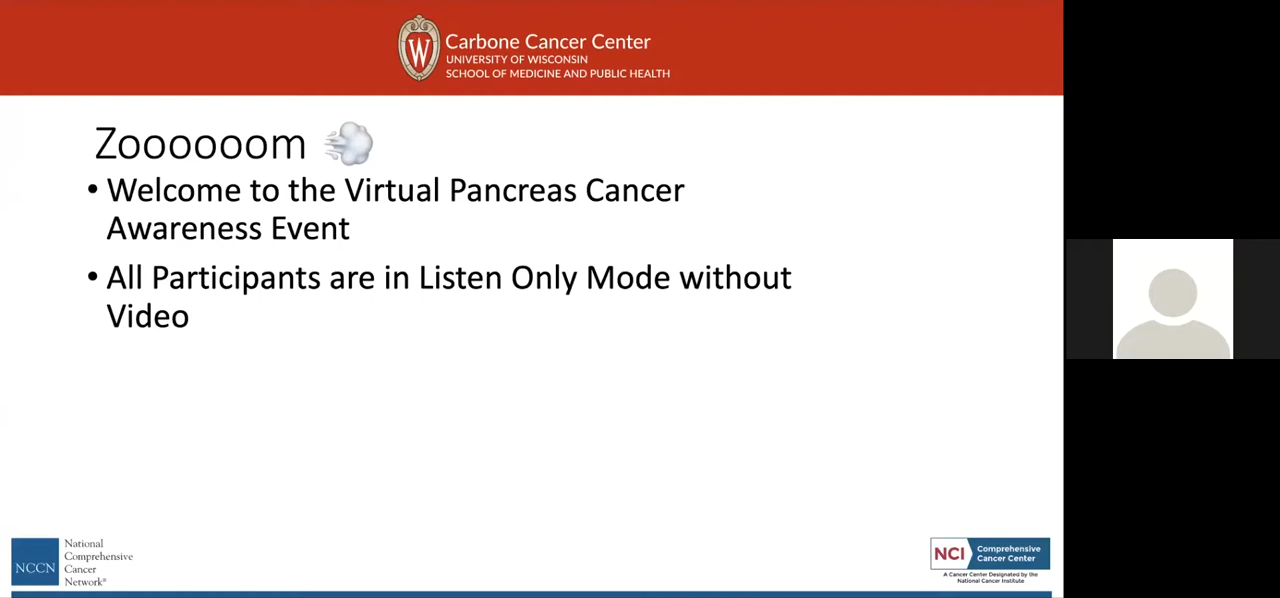 Carbone Cancer Center
UNIVERSITY OF WISCONSIN
SCHOOL OF MEDICINE AND PUBLIC HEALTH
Zoooooom 💨
• Welcome to the Virtual Pancreas Cancer
Awareness Event
• All Participants are in Listen Only Mode without
Video
NCCN
National
Comprehensive
Cancer
Network®
NCI
Comprehensive
Cancer Center
A Cancer Center Designated by the
National Cancer Institute